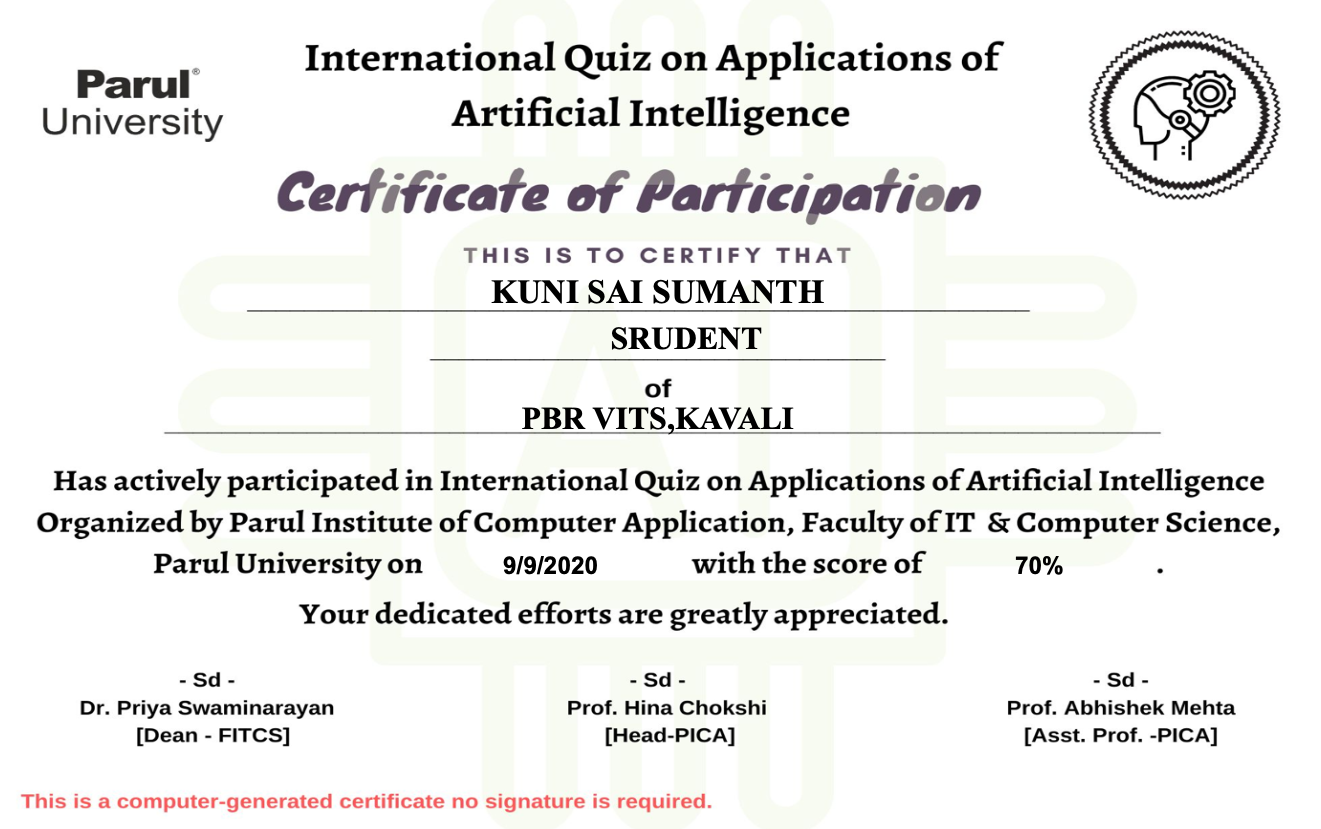 Parul®
University
International Quiz on Applications of
Artificial Intelligence
Certificate of Participation
THIS IS TO CERTIFY THAT
KUNI SAI SUMANTH
SRUDENT
of
PBR VITS,KAVALI
Has actively participated in International Quiz on Applications of Artificial Intelligence
Organized by Parul Institute of Computer Application, Faculty of IT & Computer Science,
Parul University on 9/9/2020 with the score of 70% .
Your dedicated efforts are greatly appreciated.
- Sd - - Sd - - Sd -
Dr. Priya Swaminarayan Prof. Hina Chokshi Prof. Abhishek Mehta
[Dean - FITCS] [Head-PICA] [Asst. Prof. -PICA]
This is a computer-generated certificate no signature is required.
AI